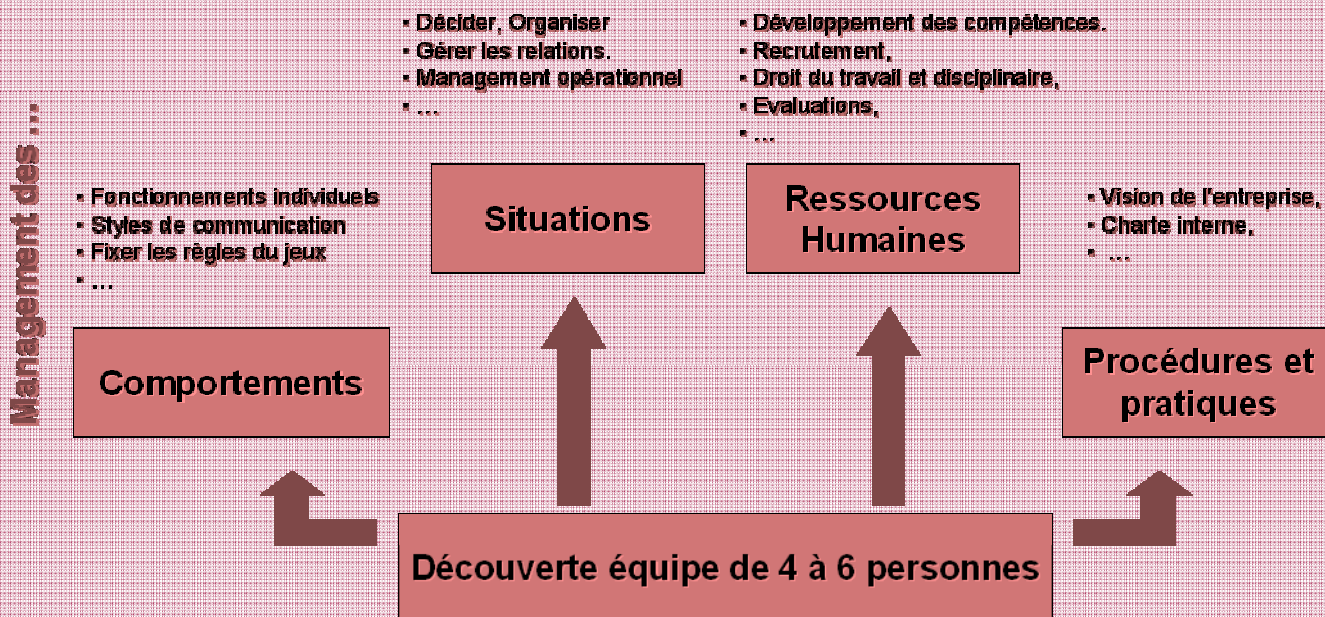 Management des ...
▪ Fonctionnements individuels
▪ Styles de communication
▪ Fixer les règles du jeux
▪ ...
Comportements
▪ Décider, Organiser
▪ Gérer les relations.
▪ Management opérationnel
▪ ...
Situations
▪ Développement des compétences.
▪ Recrutement,
▪ Droit du travail et disciplinaire,
▪ Evaluations,
▪ ...
Ressources
Humaines
▪ Vision de l'entreprise,
▪ Charte interne,
▪ ...
Procédures et
pratiques
Découverte équipe de 4 à 6 personnes